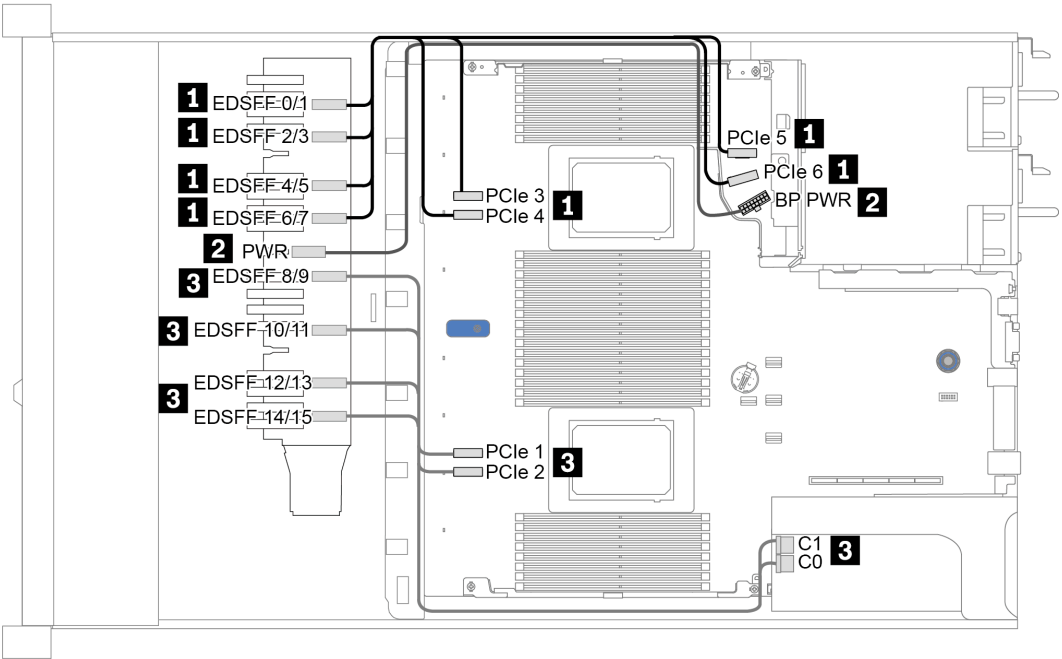 1 EDSFF 0/1
1 EDSFF 2/3
1 EDSFF 4/5
1 EDSFF 6/7
2 PWR
3 EDSFF 8/9
3 EDSFF 10/11
EDSFF 12/13
3
EDSFF 14/15
PCIe 3
PCIe 4
1
PCIe 5 1
PCIe 6 1
BP PWR 2
PCIe 1
PCIe 2
3
C1
C0
3